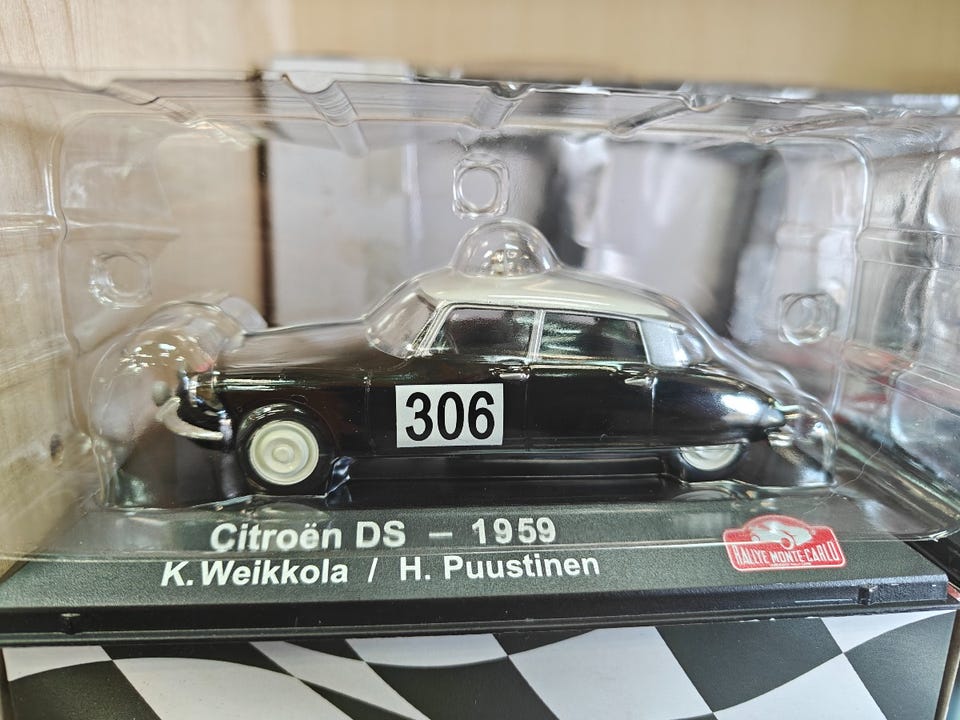 306
Citroën DS – 1959
K. Weikkola / H. Puustinen
RALLYE MONTE-CARLO